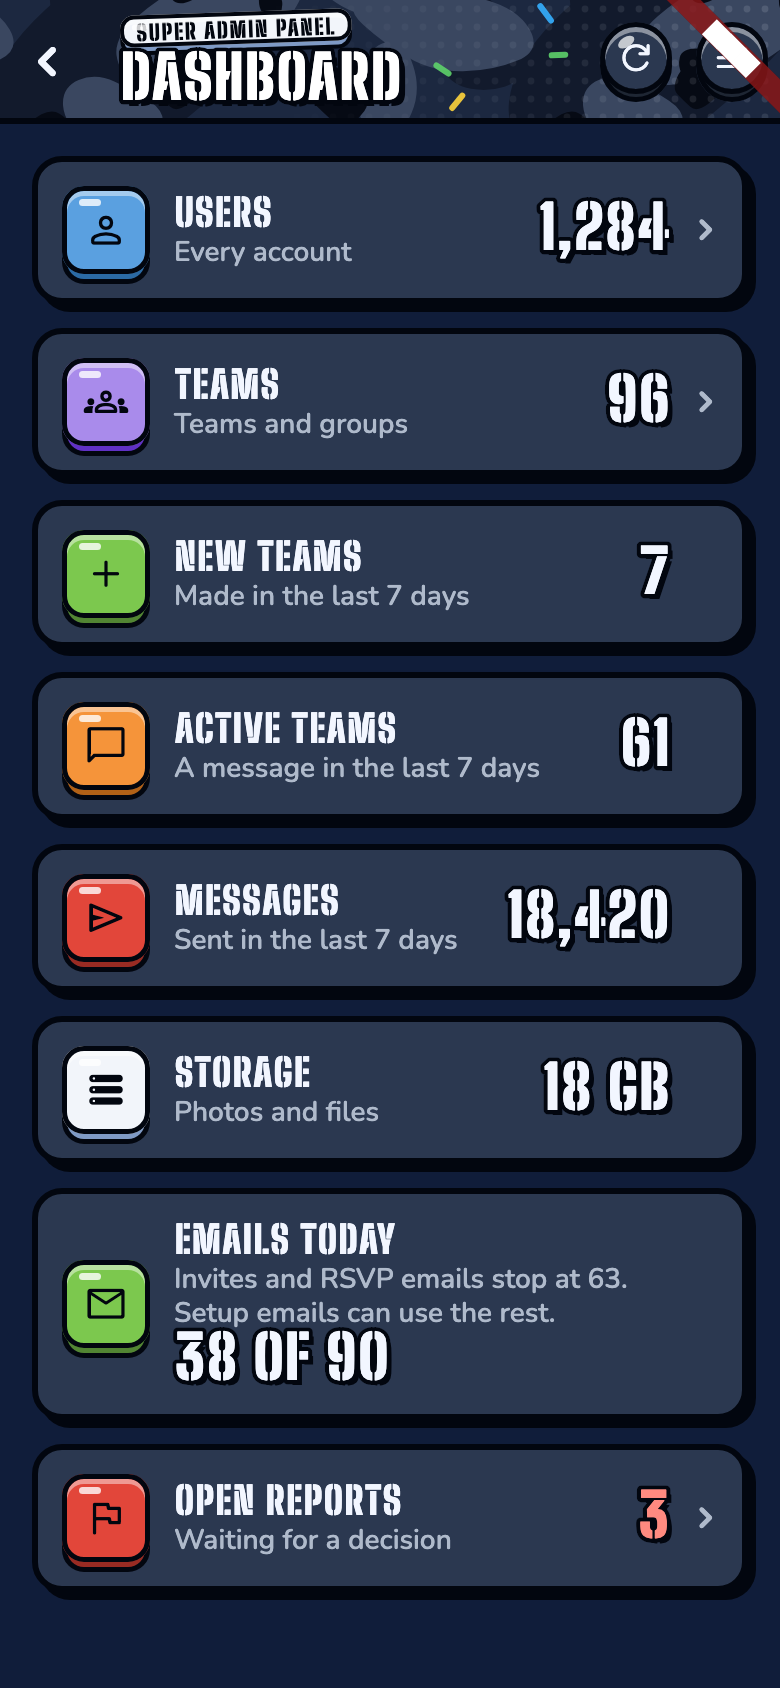 SUPER ADMIN PANEL
DASHBOARD
USERS
Every account
1,284
TEAMS
Teams and groups
96
NEW TEAMS
Made in the last 7 days
7
ACTIVE TEAMS
A message in the last 7 days
61
MESSAGES
Sent in the last 7 days
18,420
STORAGE
Photos and files
18 GB
EMAILS TODAY
Invites and RSVP emails stop at 63.
Setup emails can use the rest.
38 OF 90
OPEN REPORTS
Waiting for a decision
3